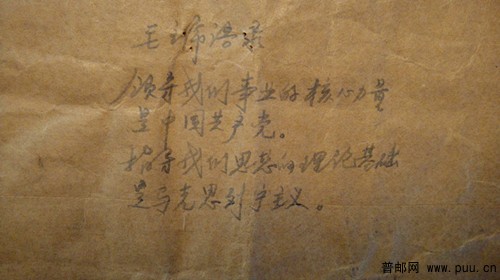 毛主席语录
领导我们事业的核心力量
是中国共产党。
指导我们思想的理论基础
是马克思列宁主义。
普邮网 www.puu.cn